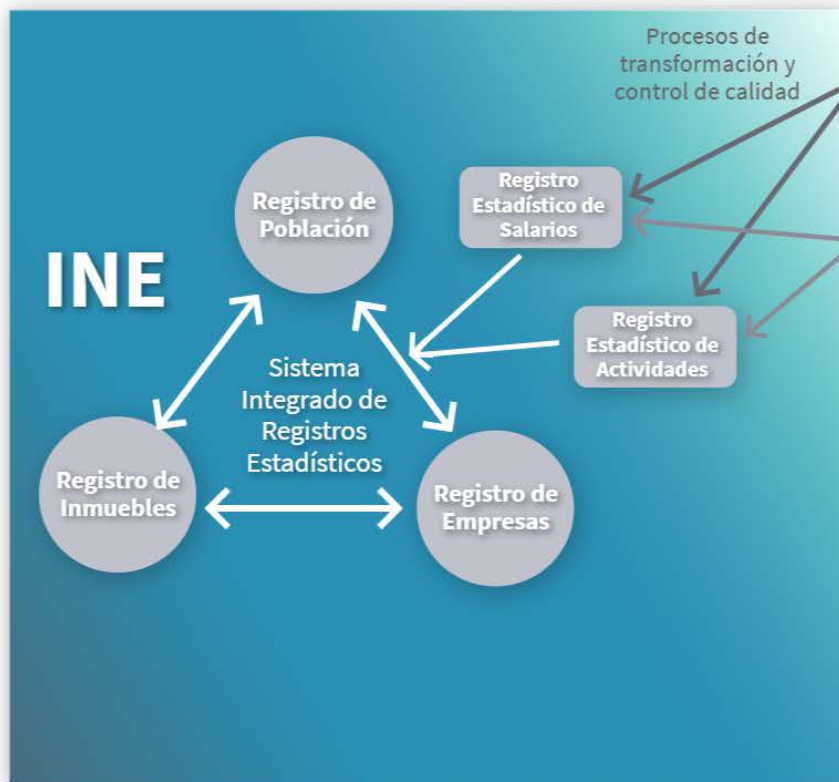 Procesos de
transformación y
control de calidad
Registro de
Población
Registro
Estadístico de
Salarios
INE
Registro
Estadístico de
Actividades
Sistema
Integrado de
Registros
Estadísticos
Registro de
Inmuebles
Registro de
Empresas